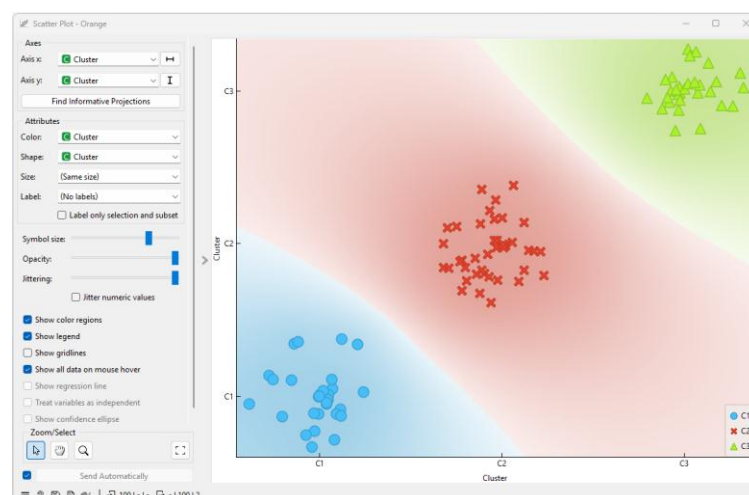 Scatter Plot - Orange
Axes
Axis x: C Cluster
Axis y: C Cluster
Find Informative Projections
Attributes
Color: C Cluster
Shape: C Cluster
Size: (Same size)
Label: (No labels)
Label only selection and subset
Symbol size:
Opacity:
Jittering:
Jitter numeric values
Show color regions
Show legend
Show gridlines
Show all data on mouse hover
Show regression line
Treat variables as independent
Show confidence ellipse
Zoom/Select
Send Automatically
C3
C2
C1
Cluster
C1
C2
C3
Cluster
C1
C2
C3